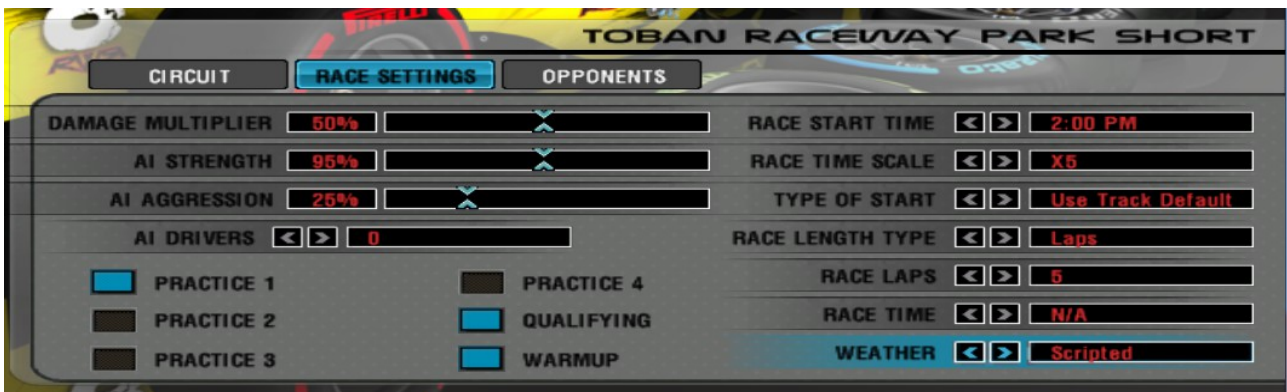 TOBAN RACEWAY PARK SHORT
CIRCUIT RACE SETTINGS OPPONENTS
DAMAGE MULTIPLIER 50%
AI STRENGTH 95%
AI AGGRESSION 25%
AI DRIVERS < > 0
PRACTICE 1
PRACTICE 2
PRACTICE 3
PRACTICE 4
QUALIFYING
WARMUP
RACE START TIME < > 2:00 PM
RACE TIME SCALE < > X5
TYPE OF START < > Use Track Default
RACE LENGTH TYPE < > Laps
RACE LAPS < > 5
RACE TIME < > N/A
WEATHER < > Scripted